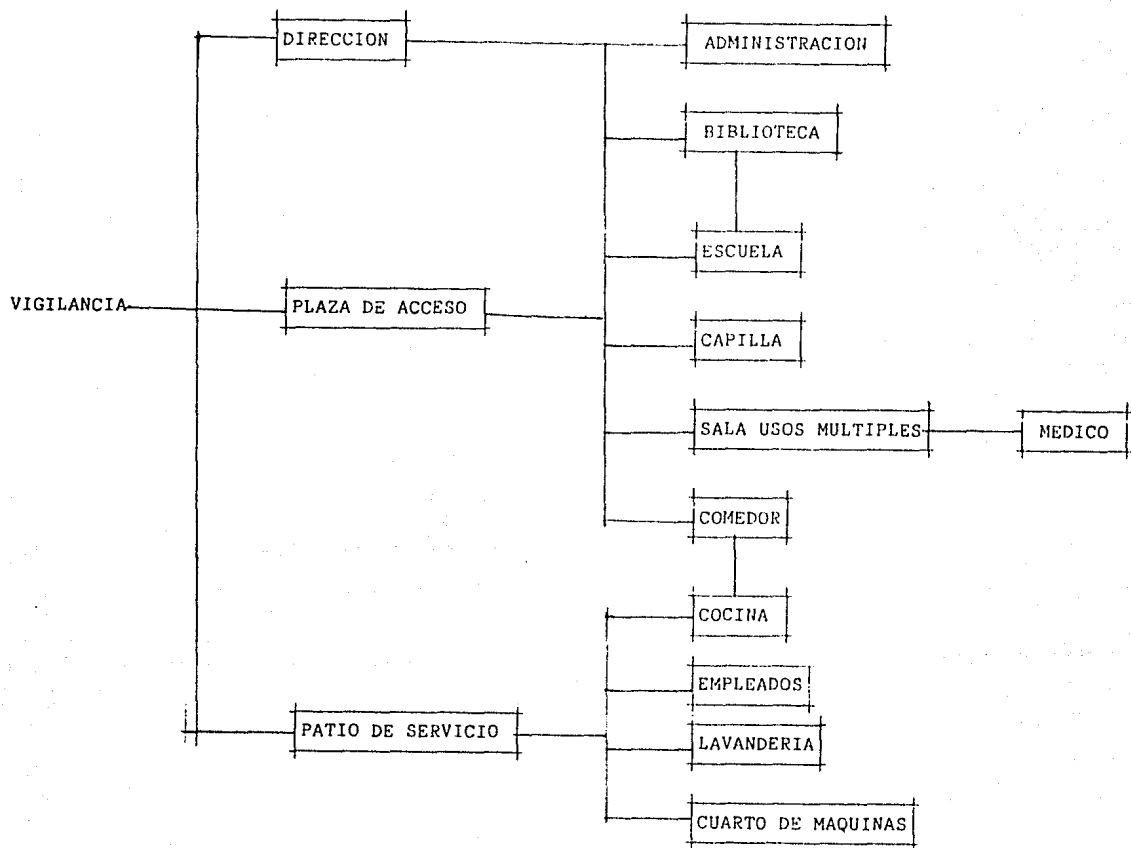 DIRECCION
ADMINISTRACION
BIBLIOTECA
ESCUELA
VIGILANCIA
PLAZA DE ACCESO
CAPILLA
SALA USOS MULTIPLES
MEDICO
COMEDOR
COCINA
EMPLEADOS
PATIO DE SERVICIO
LAVANDERIA
CUARTO DE MAQUINAS